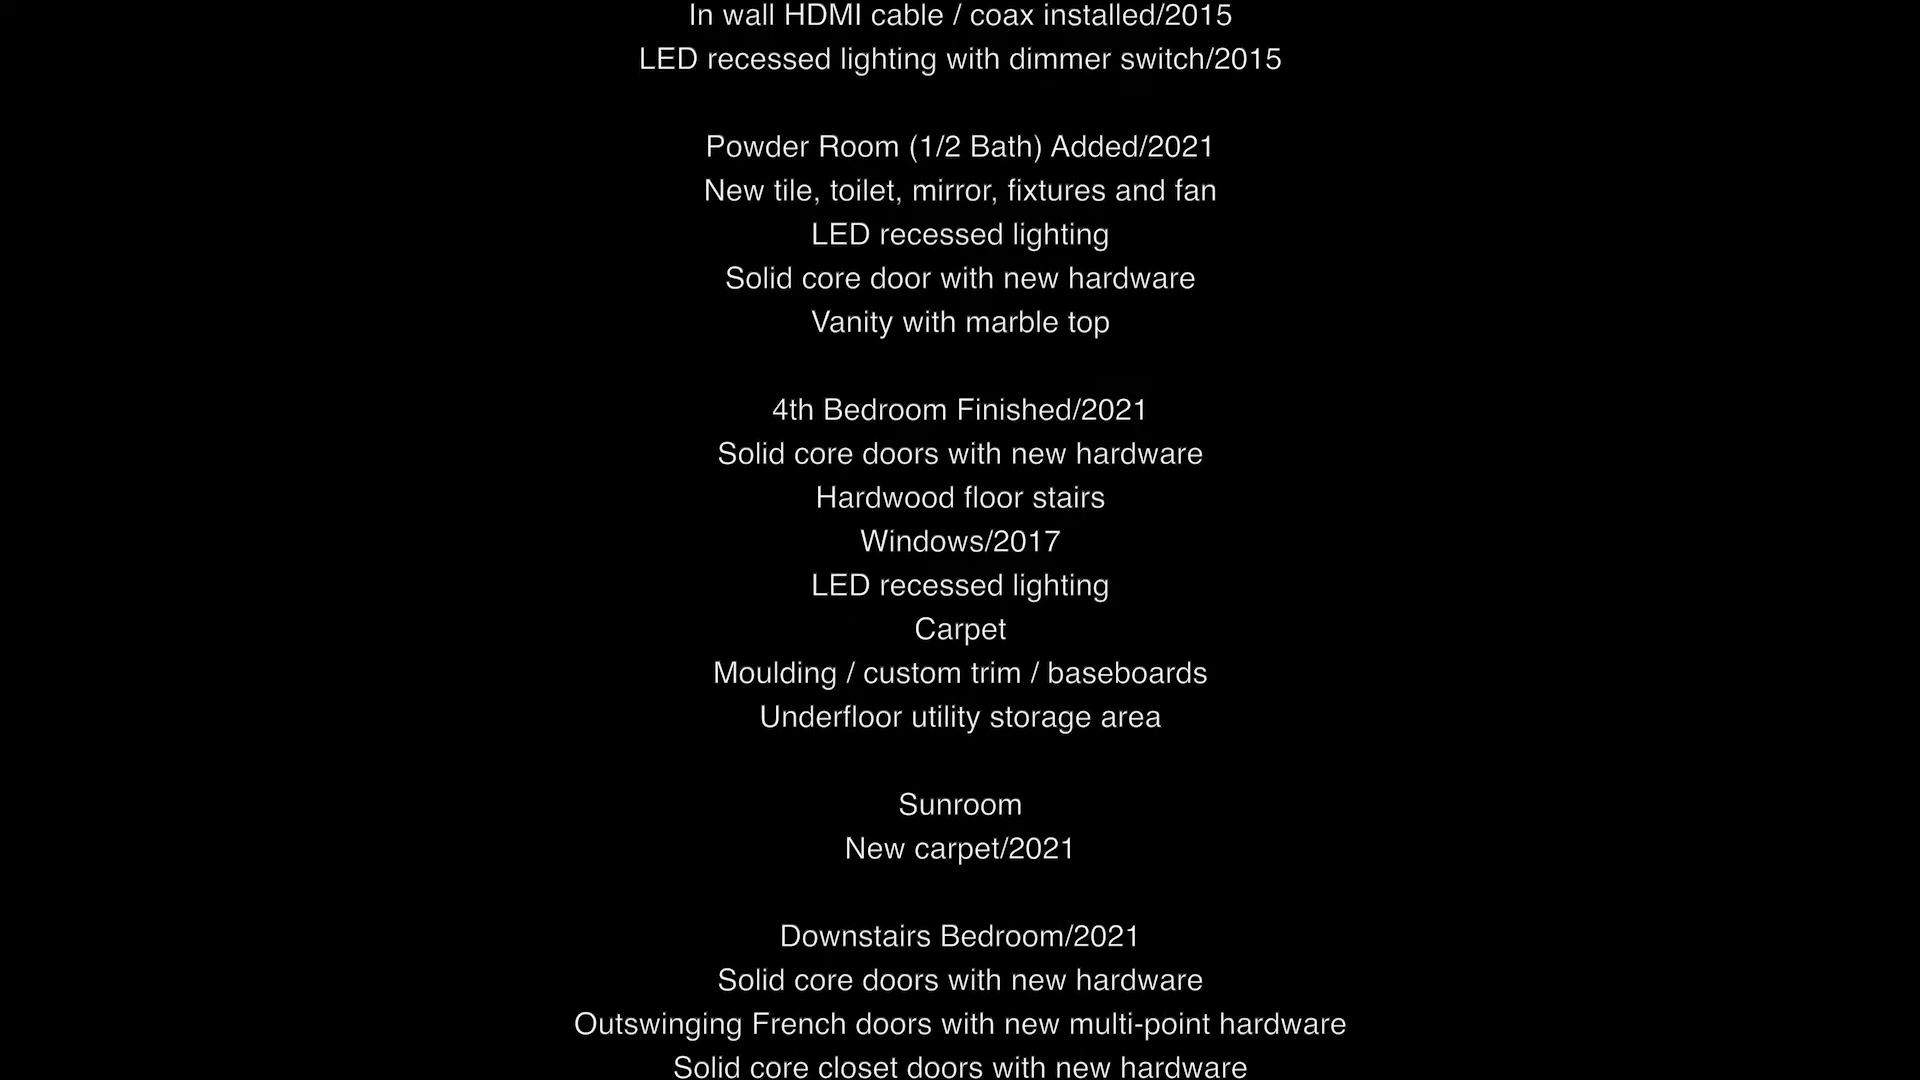 In wall HDMI cable / coax installed/2015
LED recessed lighting with dimmer switch/2015
Powder Room (1/2 Bath) Added/2021
New tile, toilet, mirror, fixtures and fan
LED recessed lighting
Solid core door with new hardware
Vanity with marble top
4th Bedroom Finished/2021
Solid core doors with new hardware
Hardwood floor stairs
Windows/2017
LED recessed lighting
Carpet
Moulding / custom trim / baseboards
Underfloor utility storage area
Sunroom
New carpet/2021
Downstairs Bedroom/2021
Solid core doors with new hardware
Outswinging French doors with new multi-point hardware
Solid core closet doors with new hardware